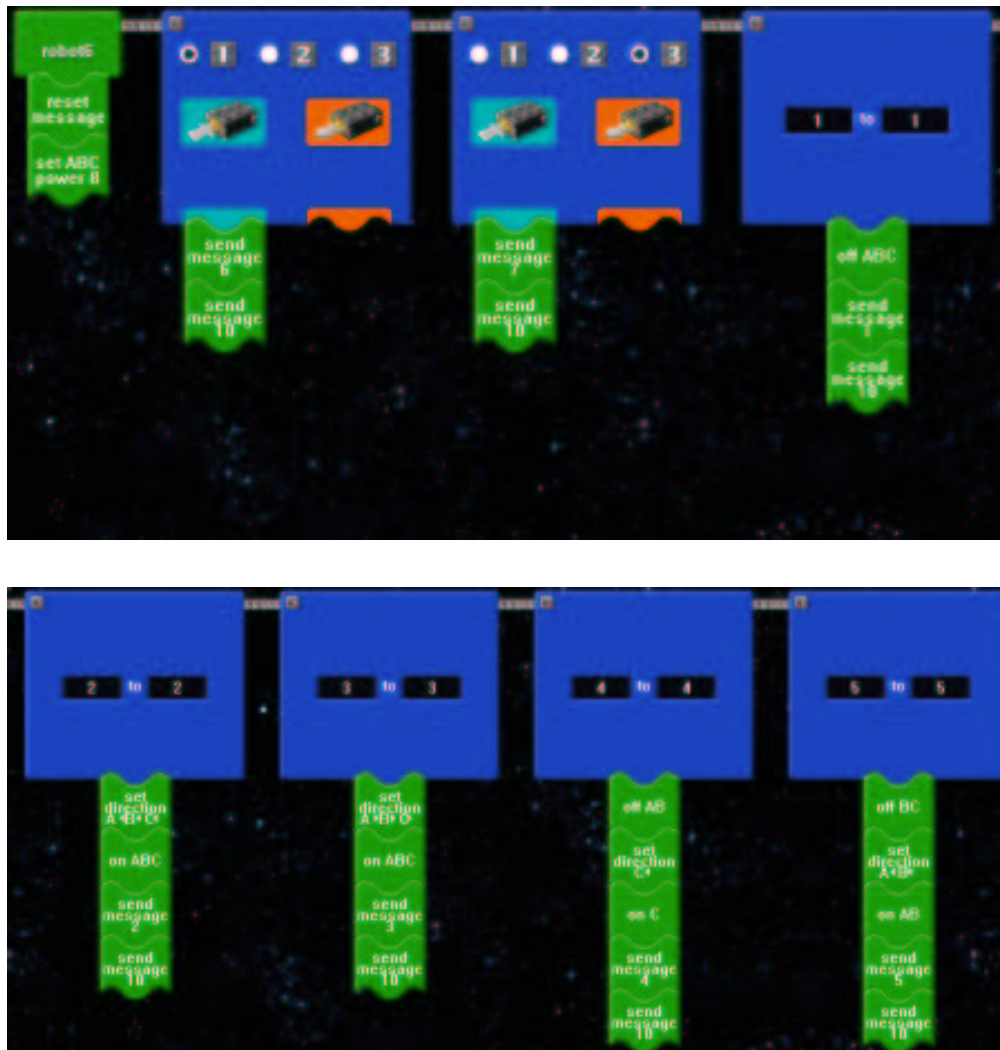 robot5
1
2
3
1
2
3
reset
message
1 to 1
set ABC
power 8
send
message
6
send
message
7
off ABC
send
message
10
send
message
10
send
message
1
send
message
10
2 to 2
3 to 3
4 to 4
5 to 5
set
direction
set
direction
off AB
off BC
on ABC
on ABC
set
direction
set
direction
send
message
2
send
message
3
on C
on AB
send
message
10
send
message
10
send
message
4
send
message
5
send
message
10
send
message
10